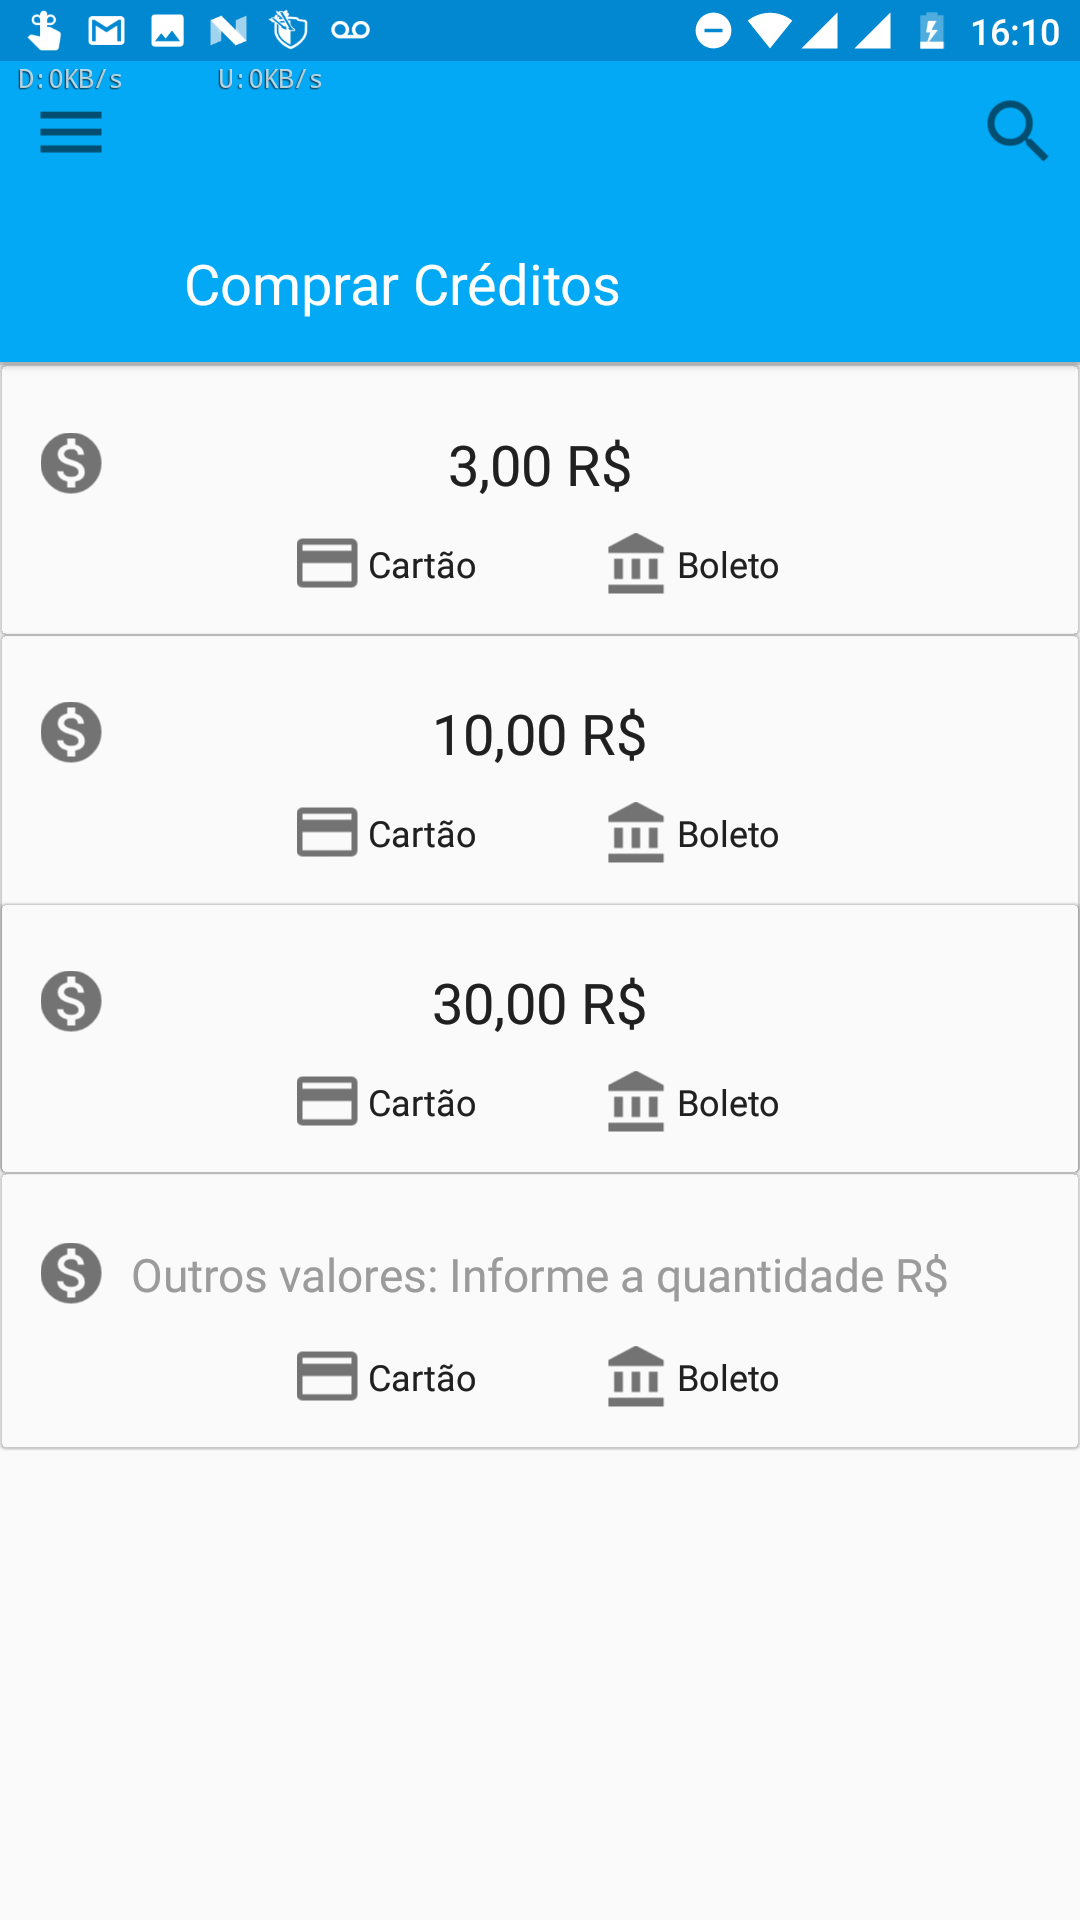 16:10
D:0KB/s U:0KB/s
Comprar Créditos
3,00 R$
Cartão Boleto
10,00 R$
Cartão Boleto
30,00 R$
Cartão Boleto
Outros valores: Informe a quantidade R$
Cartão Boleto